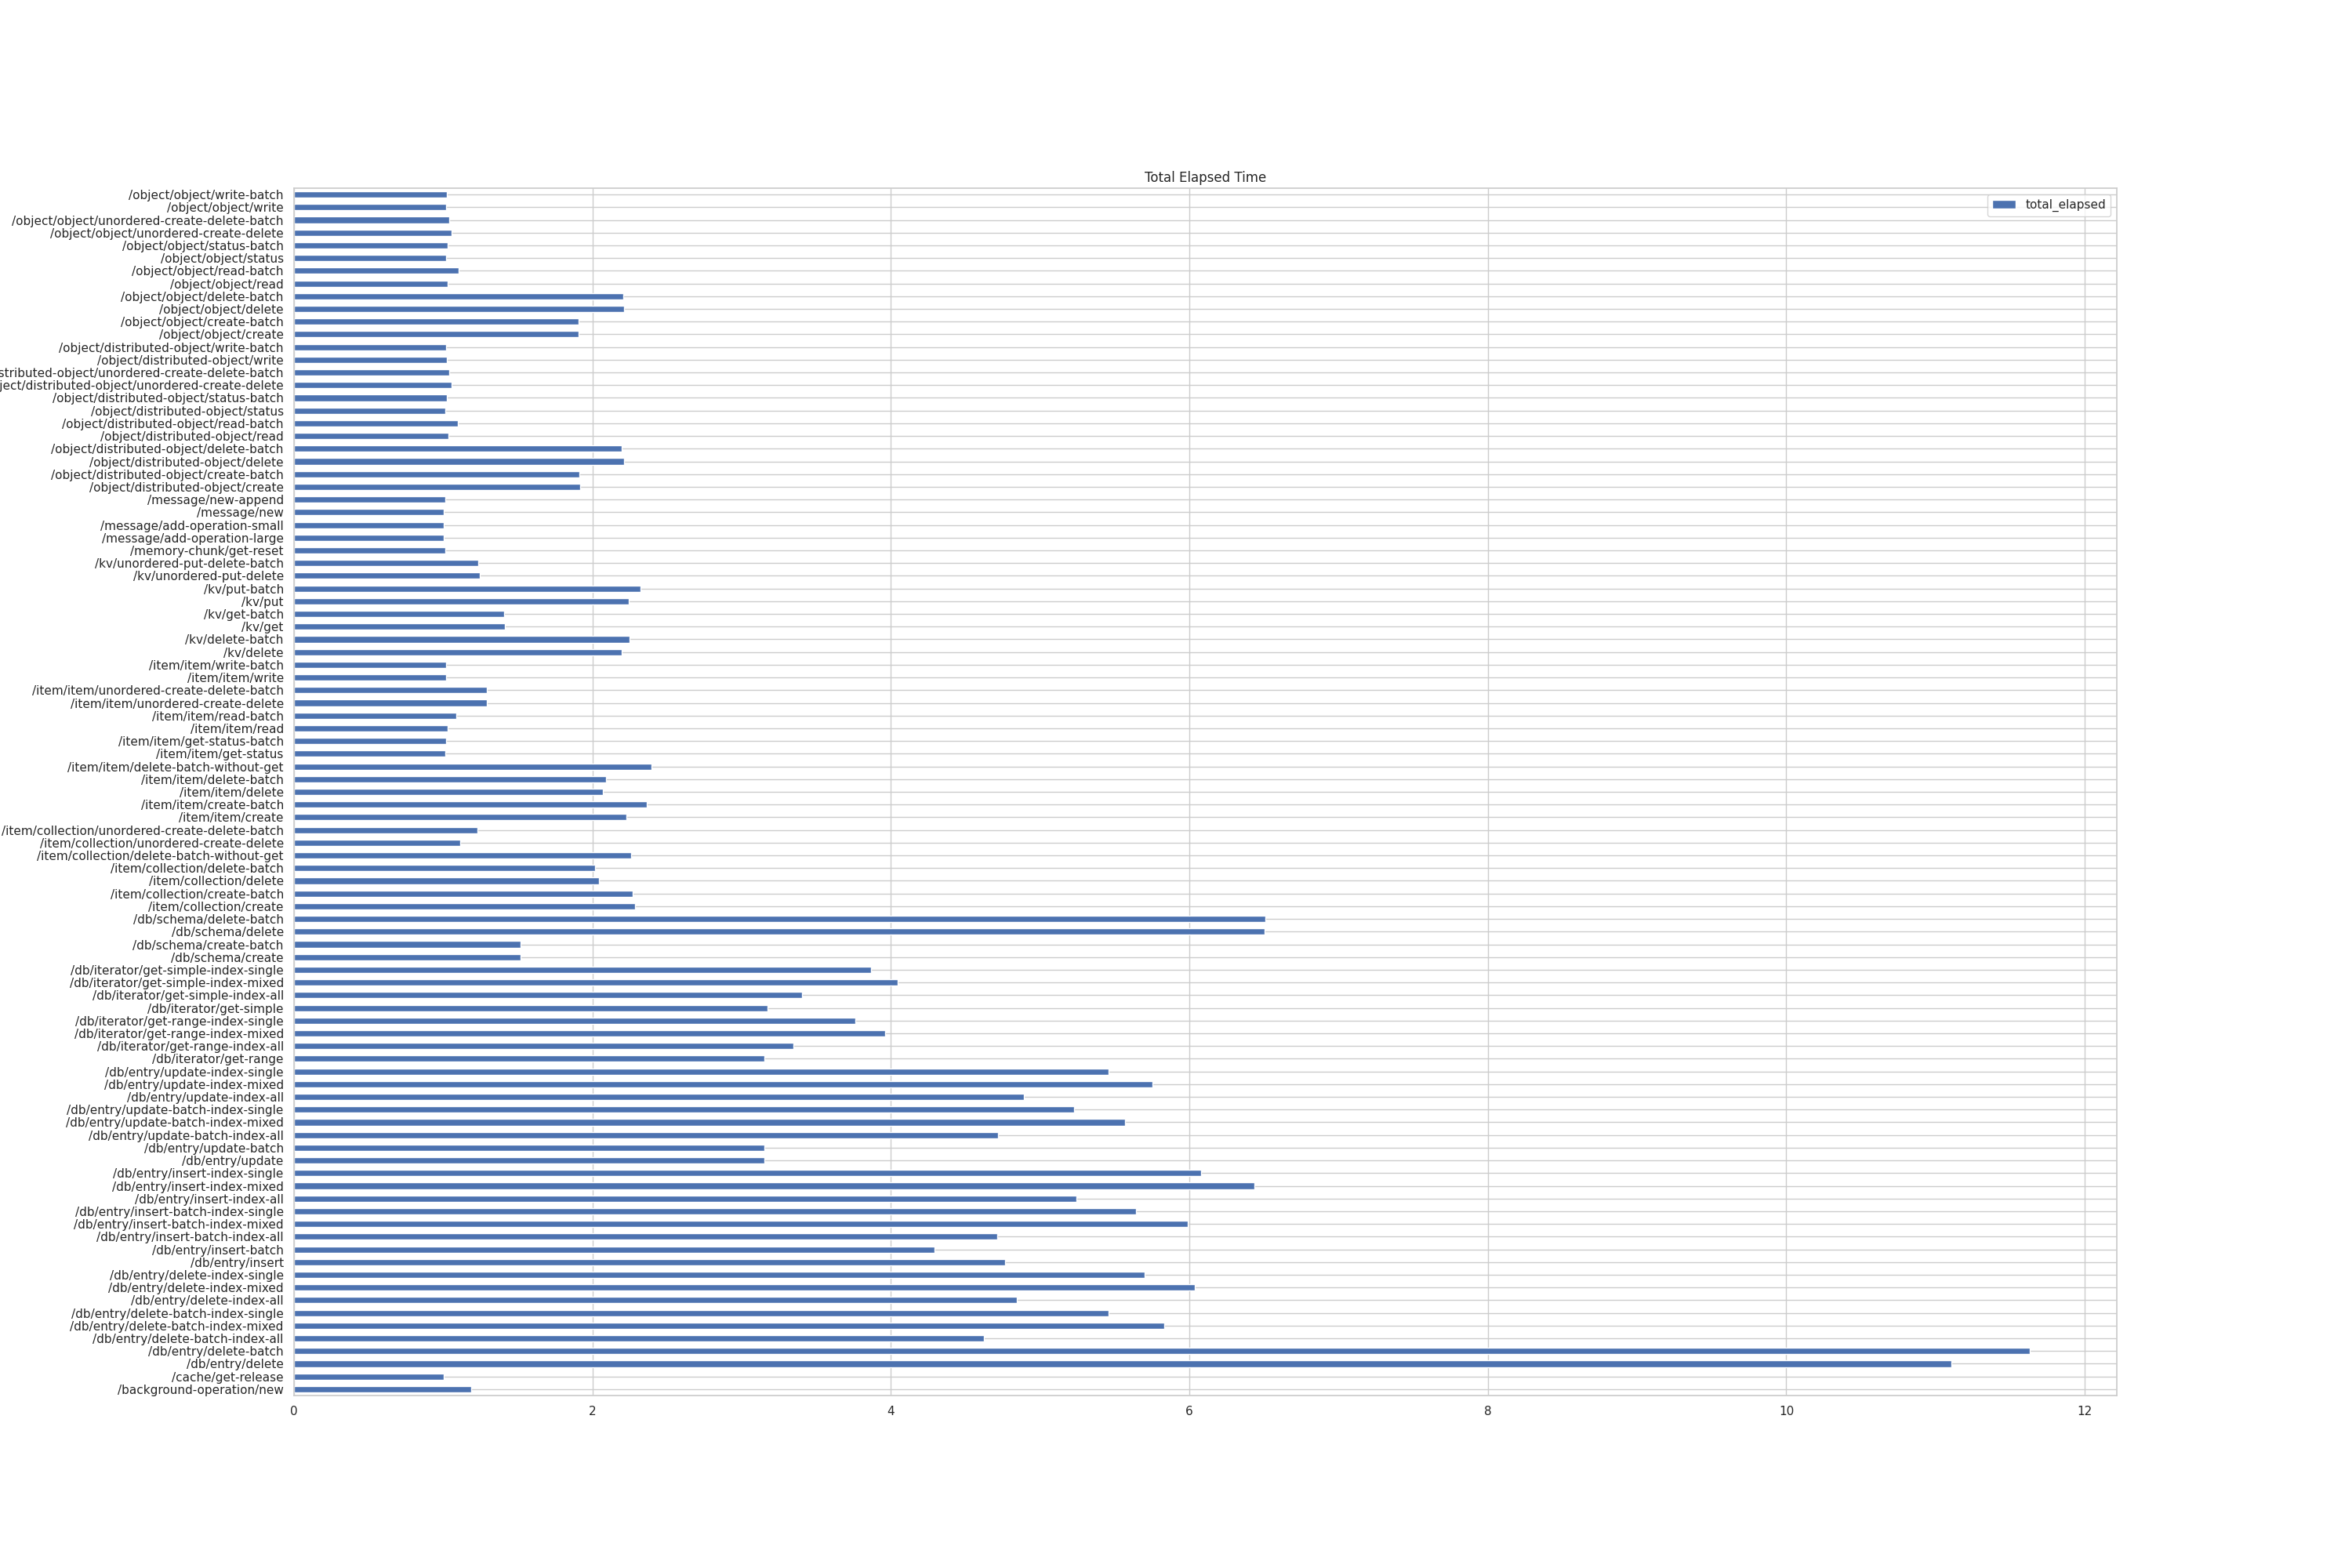 Total Elapsed Time
total_elapsed
/object/object/write-batch
/object/object/write
/object/object/unordered-create-delete-batch
/object/object/unordered-create-delete
/object/object/status-batch
/object/object/status
/object/object/read-batch
/object/object/read
/object/object/delete-batch
/object/object/delete
/object/object/create-batch
/object/object/create
/object/distributed-object/write-batch
/object/distributed-object/write
stributed-object/unordered-create-delete-batch
ject/distributed-object/unordered-create-delete
/object/distributed-object/status-batch
/object/distributed-object/status
/object/distributed-object/read-batch
/object/distributed-object/read
/object/distributed-object/delete-batch
/object/distributed-object/delete
/object/distributed-object/create-batch
/object/distributed-object/create
/message/new-append
/message/new
/message/add-operation-small
/message/add-operation-large
/memory-chunk/get-reset
/kv/unordered-put-delete-batch
/kv/unordered-put-delete
/kv/put-batch
/kv/put
/kv/get-batch
/kv/get
/kv/delete-batch
/kv/delete
/item/item/write-batch
/item/item/write
/item/item/unordered-create-delete-batch
/item/item/unordered-create-delete
/item/item/read-batch
/item/item/read
/item/item/get-status-batch
/item/item/get-status
/item/item/delete-batch-without-get
/item/item/delete-batch
/item/item/delete
/item/item/create-batch
/item/item/create
/item/collection/unordered-create-delete-batch
/item/collection/unordered-create-delete
/item/collection/delete-batch-without-get
/item/collection/delete-batch
/item/collection/delete
/item/collection/create-batch
/item/collection/create
/db/schema/delete-batch
/db/schema/delete
/db/schema/create-batch
/db/schema/create
/db/iterator/get-simple-index-single
/db/iterator/get-simple-index-mixed
/db/iterator/get-simple-index-all
/db/iterator/get-simple
/db/iterator/get-range-index-single
/db/iterator/get-range-index-mixed
/db/iterator/get-range-index-all
/db/iterator/get-range
/db/entry/update-index-single
/db/entry/update-index-mixed
/db/entry/update-index-all
/db/entry/update-batch-index-single
/db/entry/update-batch-index-mixed
/db/entry/update-batch-index-all
/db/entry/update-batch
/db/entry/update
/db/entry/insert-index-single
/db/entry/insert-index-mixed
/db/entry/insert-index-all
/db/entry/insert-batch-index-single
/db/entry/insert-batch-index-mixed
/db/entry/insert-batch-index-all
/db/entry/insert-batch
/db/entry/insert
/db/entry/delete-index-single
/db/entry/delete-index-mixed
/db/entry/delete-index-all
/db/entry/delete-batch-index-single
/db/entry/delete-batch-index-mixed
/db/entry/delete-batch-index-all
/db/entry/delete-batch
/db/entry/delete
/cache/get-release
/background-operation/new
0 2 4 6 8 10 12